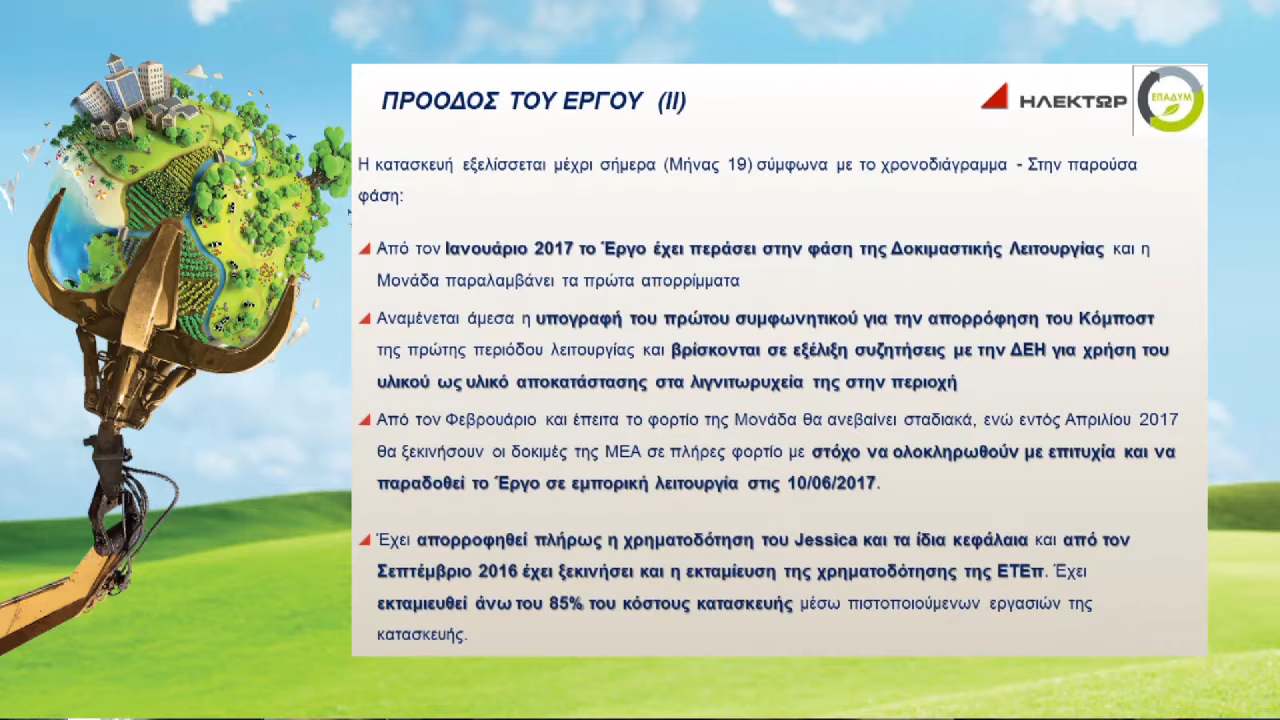 ΠΡΟΟΔΟΣ ΤΟΥ ΕΡΓΟΥ (ΙΙ)
ΗΛΕΚΤΩΡ
ΕΠΑΔΥΜ
Η κατασκευή εξελίσσεται μέχρι σήμερα (Μήνας 19) σύμφωνα με το χρονοδιάγραμμα - Στην παρούσα
φάση:
Από τον Ιανουάριο 2017 το Έργο έχει περάσει στην φάση της Δοκιμαστικής Λειτουργίας και η
Μονάδα παραλαμβάνει τα πρώτα απορρίμματα
Αναμένεται άμεσα η υπογραφή του πρώτου συμφωνητικού για την απορρόφηση του Κόμποστ
της πρώτης περιόδου λειτουργίας και βρίσκονται σε εξέλιξη συζητήσεις με την ΔΕΗ για χρήση του
υλικού ως υλικό αποκατάστασης στα λιγνιτωρυχεία της στην περιοχή
Από τον Φεβρουάριο και έπειτα το φορτίο της Μονάδα θα ανεβαίνει σταδιακά, ενώ εντός Απριλίου 2017
θα ξεκινήσουν οι δοκιμές της ΜΕΑ σε πλήρες φορτίο με στόχο να ολοκληρωθούν με επιτυχία και να
παραδοθεί το Έργο σε εμπορική λειτουργία στις 10/06/2017.
Έχει απορροφηθεί πλήρως η χρηματοδότηση του Jessica και τα ίδια κεφάλαια και από τον
Σεπτέμβριο 2016 έχει ξεκινήσει και η εκταμίευση της χρηματοδότησης της ΕΤΕπ. Έχει
εκταμιευθεί άνω του 85% του κόστους κατασκευής μέσω πιστοποιούμενων εργασιών της
κατασκευής.